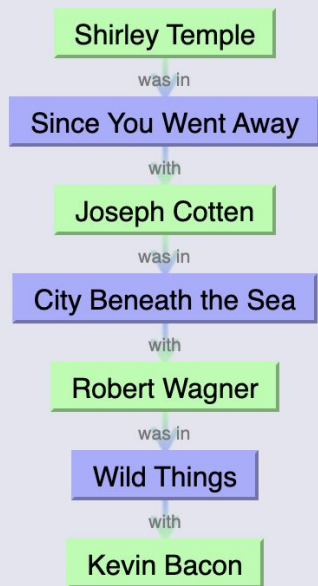 Shirley Temple
was in
Since You Went Away
with
Joseph Cotten
was in
City Beneath the Sea
with
Robert Wagner
was in
Wild Things
with
Kevin Bacon